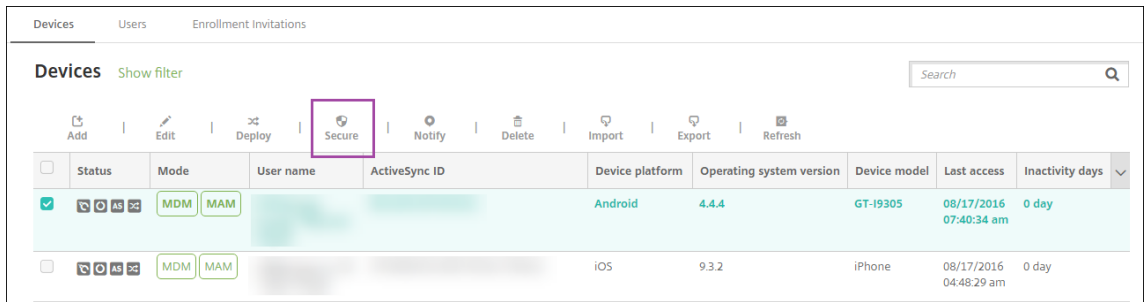 Devices Users Enrollment Invitations
Devices Show filter Search
Add | Edit | Deploy | Secure | Notify | Delete | Import | Export | Refresh
Status Mode User name ActiveSync ID Device platform Operating system version Device model Last access Inactivity days
AS MDM MAM Android 4.4.4 GT-I9305 08/17/2016 0 day
07:40:34 am
AS MDM MAM iOS 9.3.2 iPhone 08/17/2016 0 day
04:48:29 am